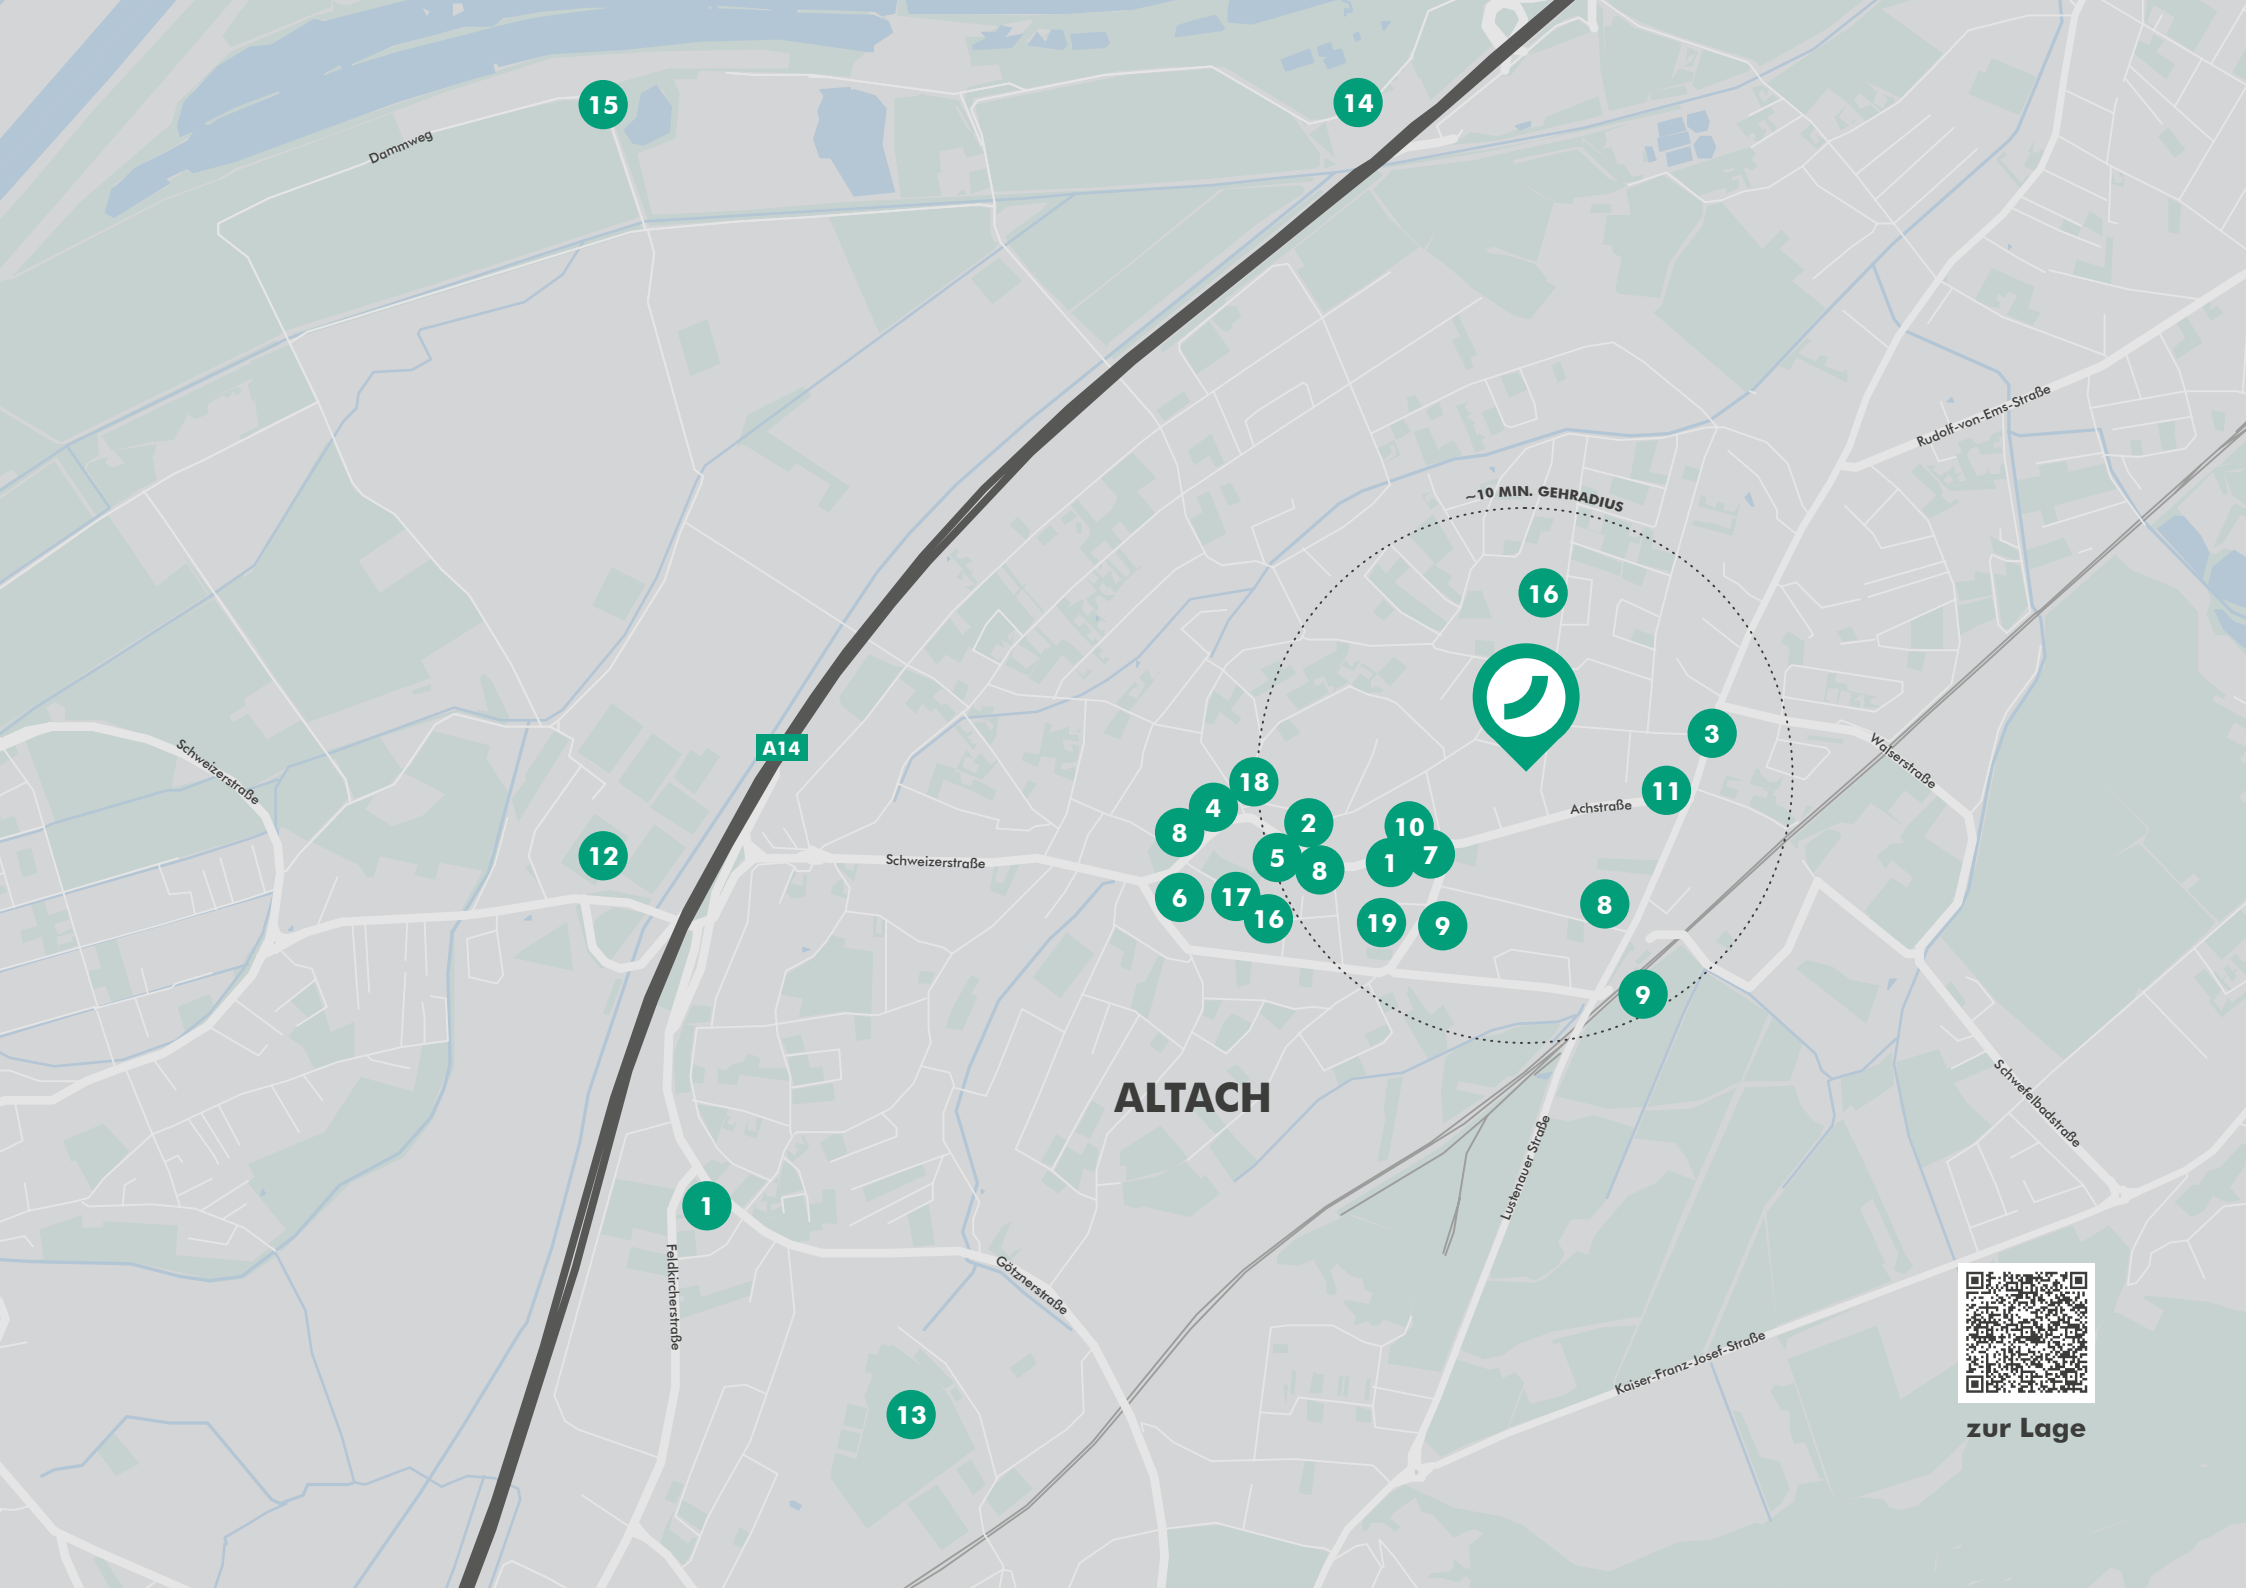 14
15
Dammweg
Rudolf-von-Ems-Straße
~10 MIN. GEHRADIUS
16
3
Walserstraße
Schweizerstraße
A14
18
11
4
Achstraße
2
10
8
12
Schweizerstraße
5
1
7
8
6
17
8
16
19
9
9
ALTACH
Schwefelbadstraße
Lustenauer Straße
1
Feldkircherstraße
Götznerstraße
Kaiser-Franz-Josef-Straße
13
zur Lage